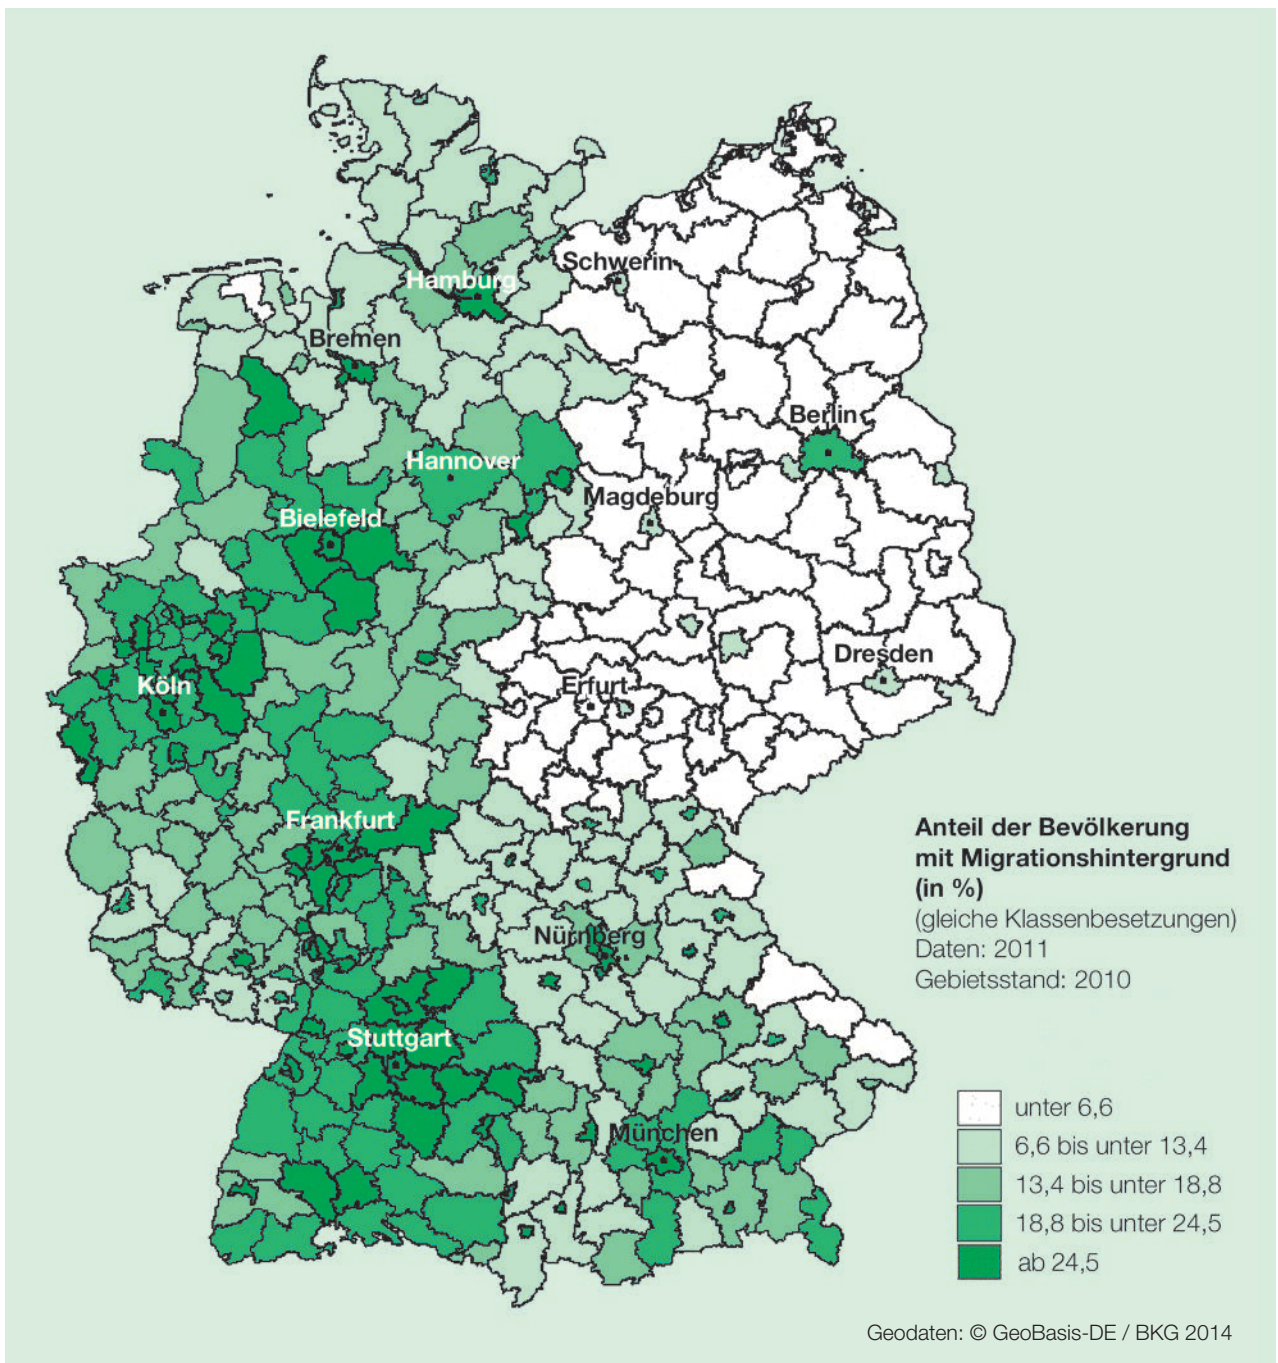 Schwerin
Hamburg
Bremen
Berlin
Hannover
Magdeburg
Bielefeld
Dresden
Köln
Erfurt
Frankfurt
Anteil der Bevölkerung
mit Migrationshintergrund
(in %)
(gleiche Klassenbesetzungen)
Daten: 2011
Gebietsstand: 2010
Nürnberg
Stuttgart
München
unter 6,6
6,6 bis unter 13,4
13,4 bis unter 18,8
18,8 bis unter 24,5
ab 24,5
Geodaten: © GeoBasis-DE / BKG 2014